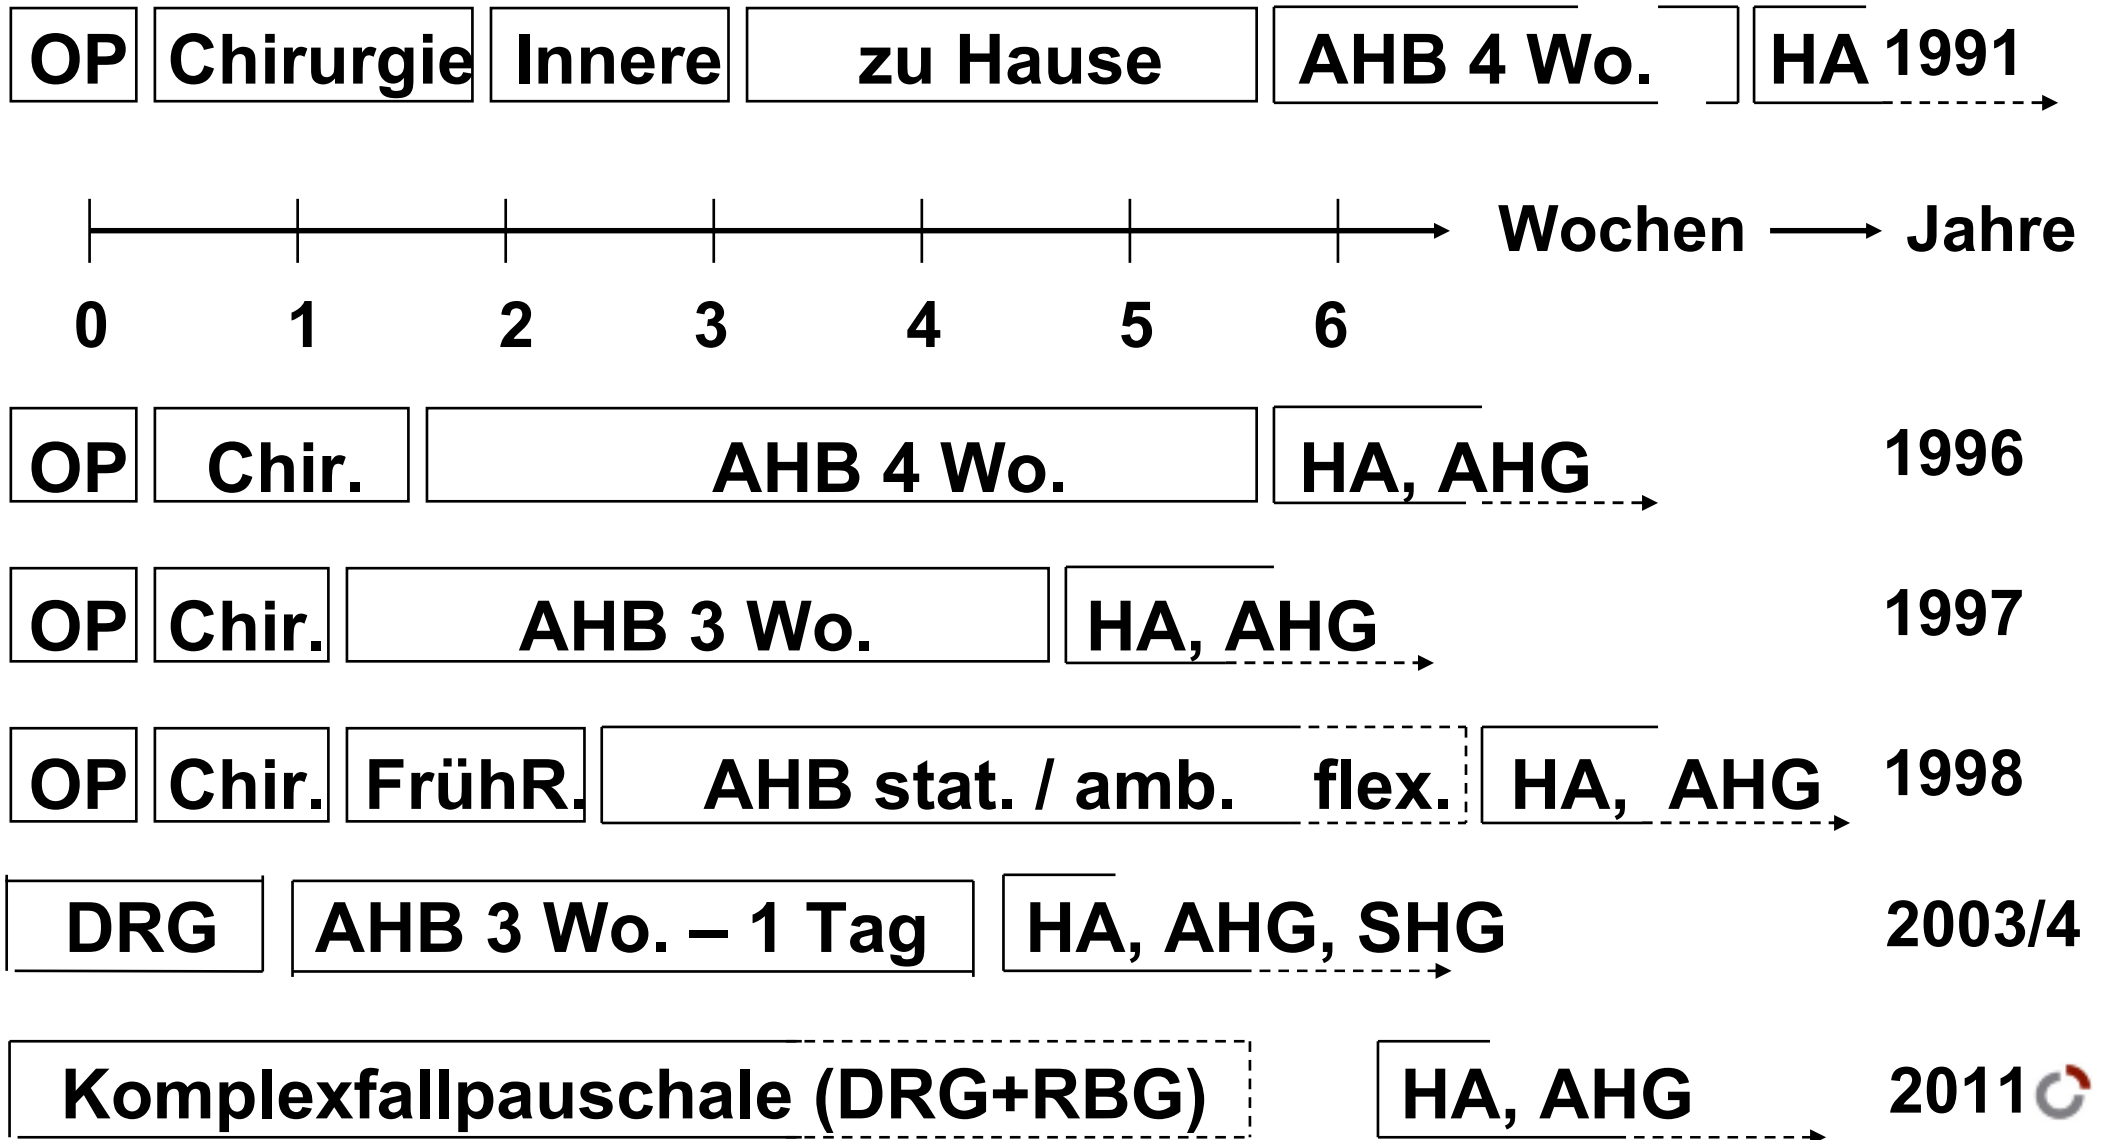 OP Chirurgie Innere zu Hause AHB 4 Wo. HA 1991
Wochen Jahre
0 1 2 3 4 5 6
OP Chir. AHB 4 Wo. HA, AHG 1996
OP Chir. AHB 3 Wo. HA, AHG 1997
OP Chir. FrühR. AHB stat. / amb. flex. HA, AHG 1998
DRG AHB 3 Wo. – 1 Tag HA, AHG, SHG 2003/4
Komplexfallpauschale (DRG+RBG) HA, AHG 2011